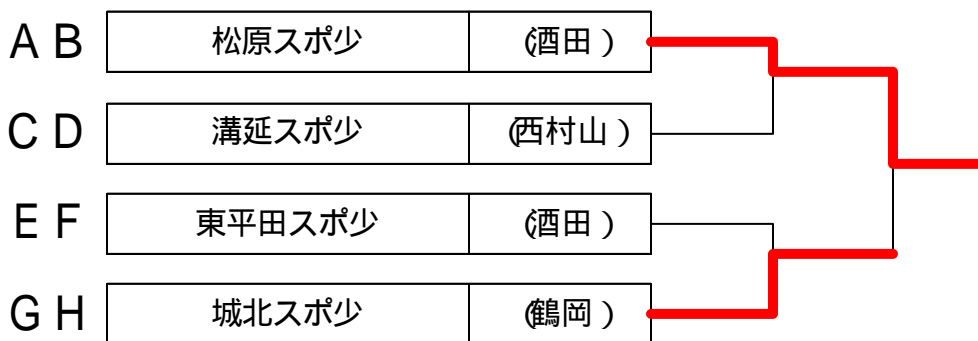 A B 松原スポ少 (酒田)
C D 溝延スポ少 (西村山)
E F 東平田スポ少 (酒田)
G H 城北スポ少 (鶴岡)